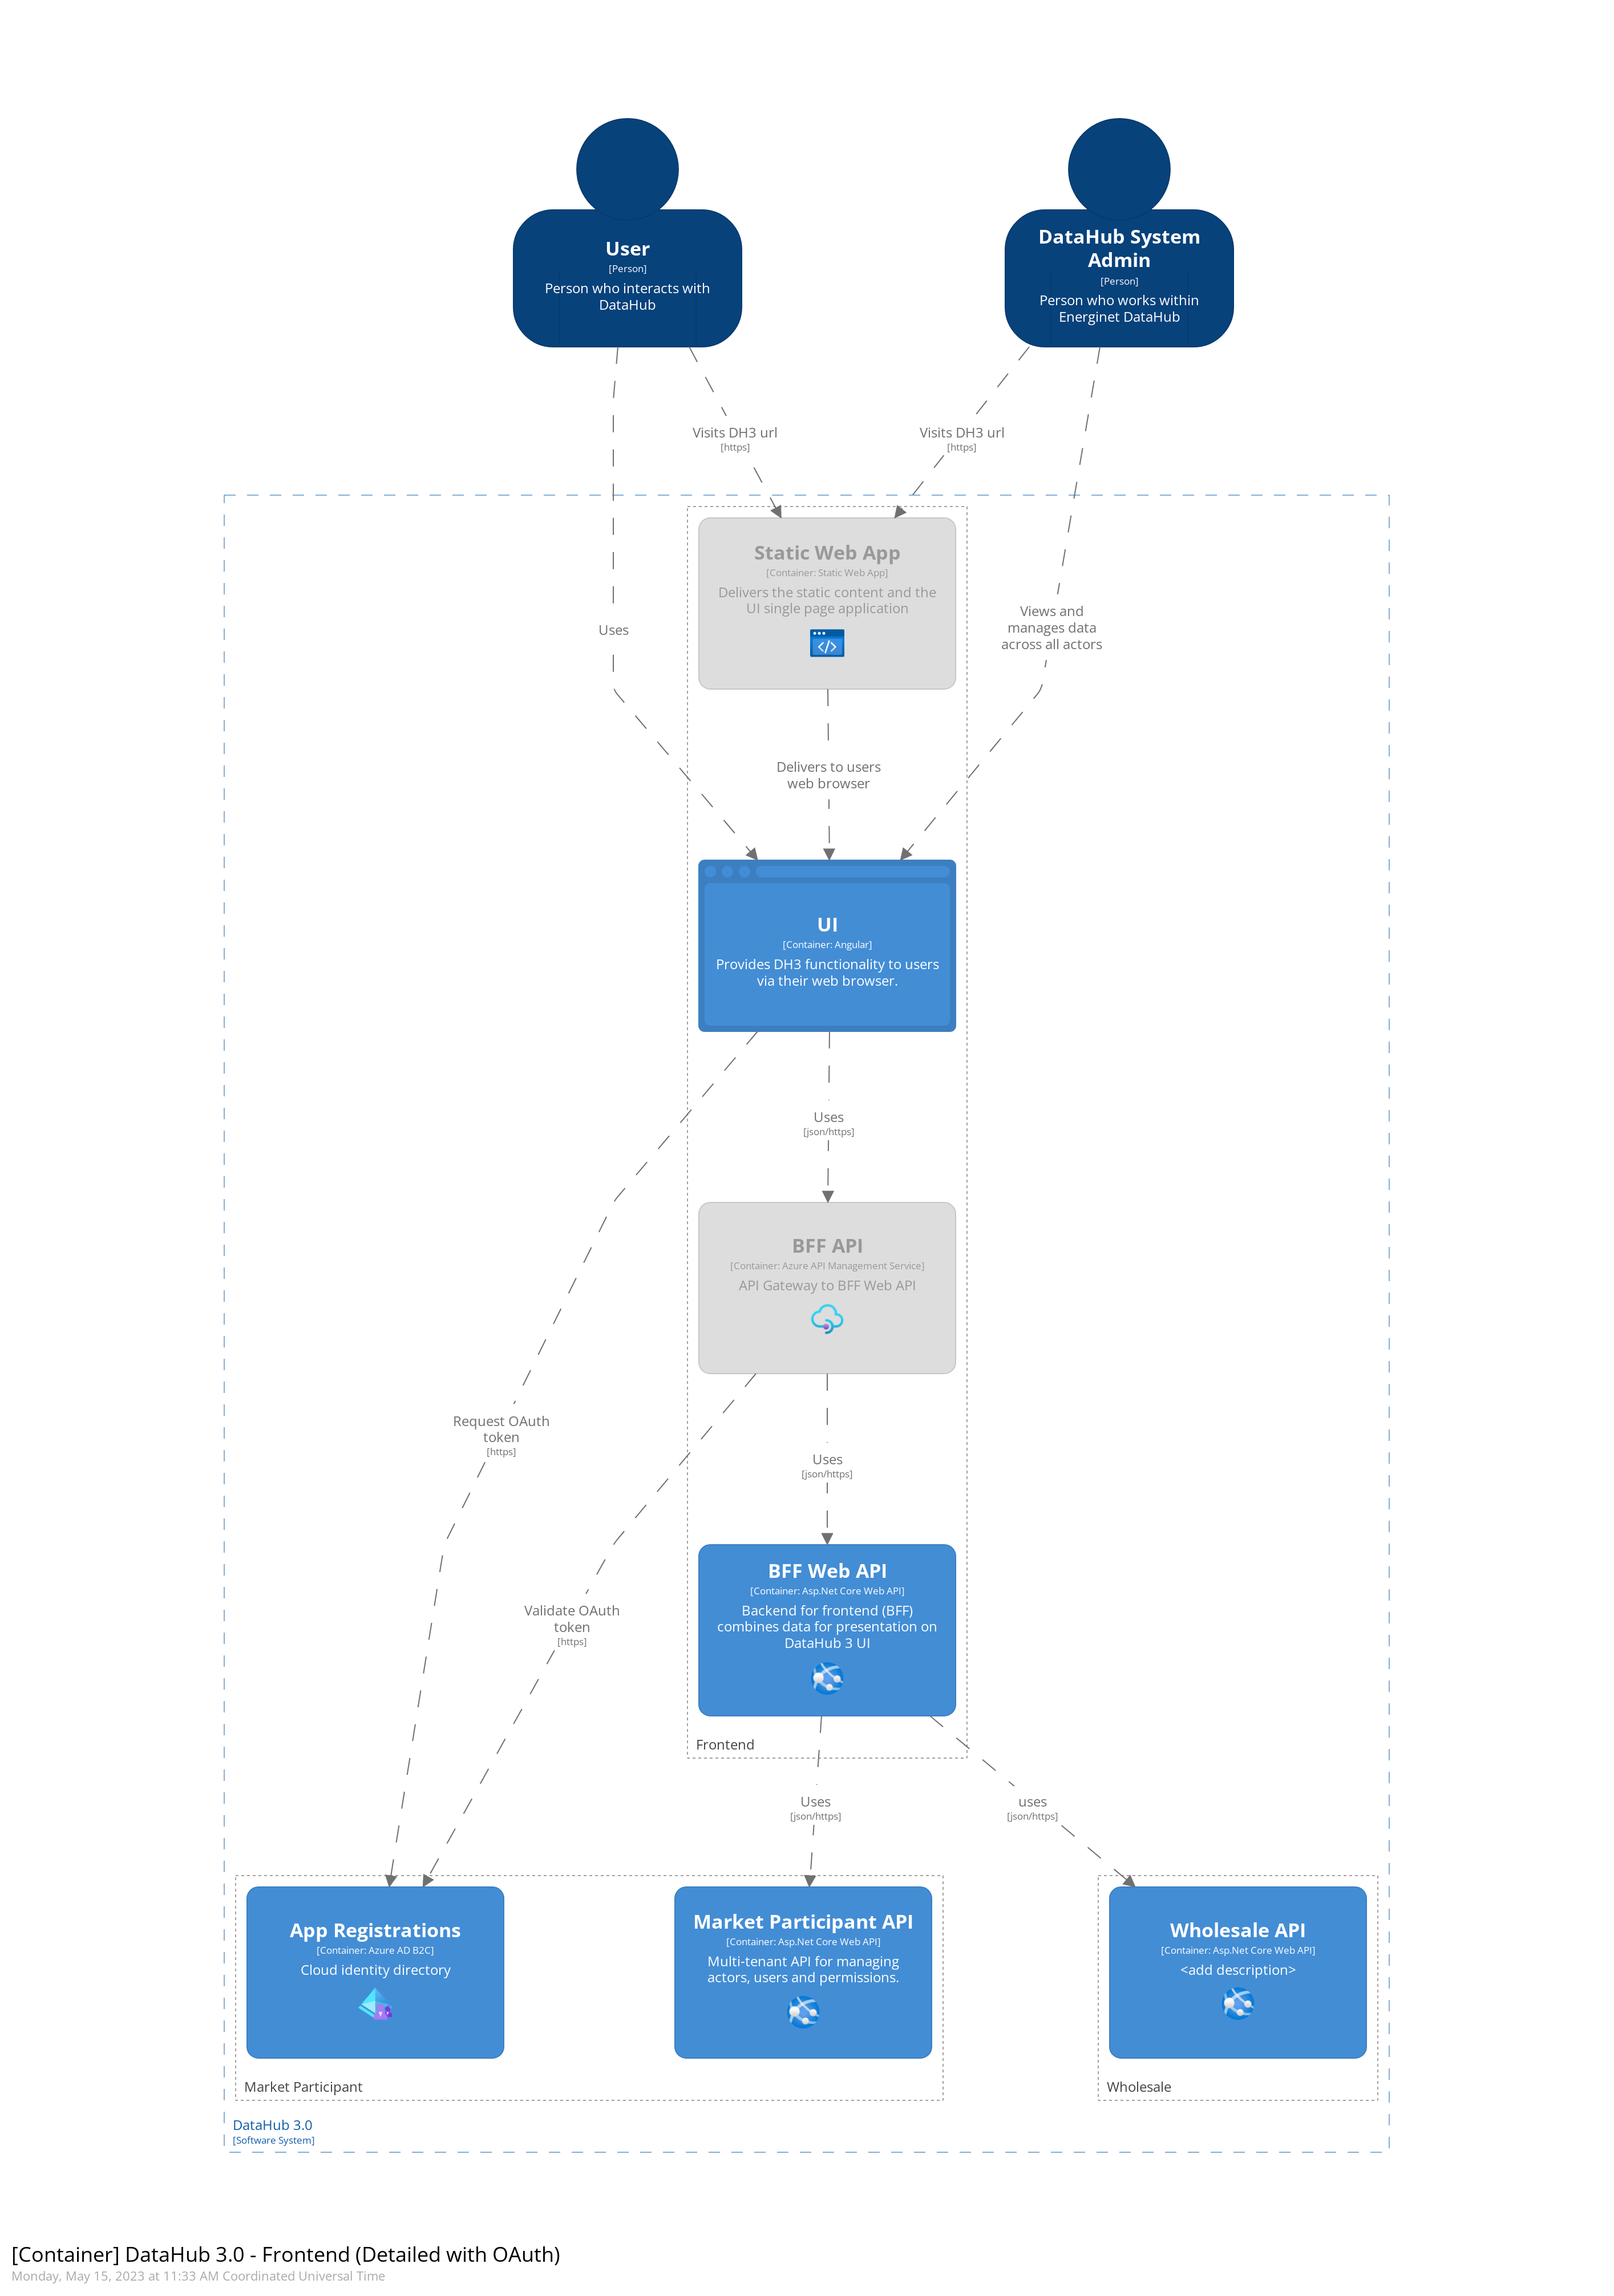 User
[Person]
Person who interacts with
DataHub
DataHub System
Admin
[Person]
Person who works within
Energinet DataHub
Visits DH3 url
[https]
Visits DH3 url
[https]
Static Web App
[Container: Static Web App]
Delivers the static content and the
UI single page application
Uses
Views and
manages data
across all actors
Delivers to users
web browser
UI
[Container: Angular]
Provides DH3 functionality to users
via their web browser.
Uses
[json/https]
BFF API
[Container: Azure API Management Service]
API Gateway to BFF Web API
Request OAuth
token
[https]
Uses
[json/https]
BFF Web API
[Container: Asp.Net Core Web API]
Backend for frontend (BFF)
combines data for presentation on
DataHub 3 UI
Validate OAuth
token
[https]
Frontend
Uses
[json/https]
uses
[json/https]
App Registrations
[Container: Azure AD B2C]
Cloud identity directory
Market Participant API
[Container: Asp.Net Core Web API]
Multi-tenant API for managing
actors, users and permissions.
Wholesale API
[Container: Asp.Net Core Web API]
<add description>
Market Participant
Wholesale
DataHub 3.0
[Software System]
[Container] DataHub 3.0 - Frontend (Detailed with OAuth)
Monday, May 15, 2023 at 11:33 AM Coordinated Universal Time